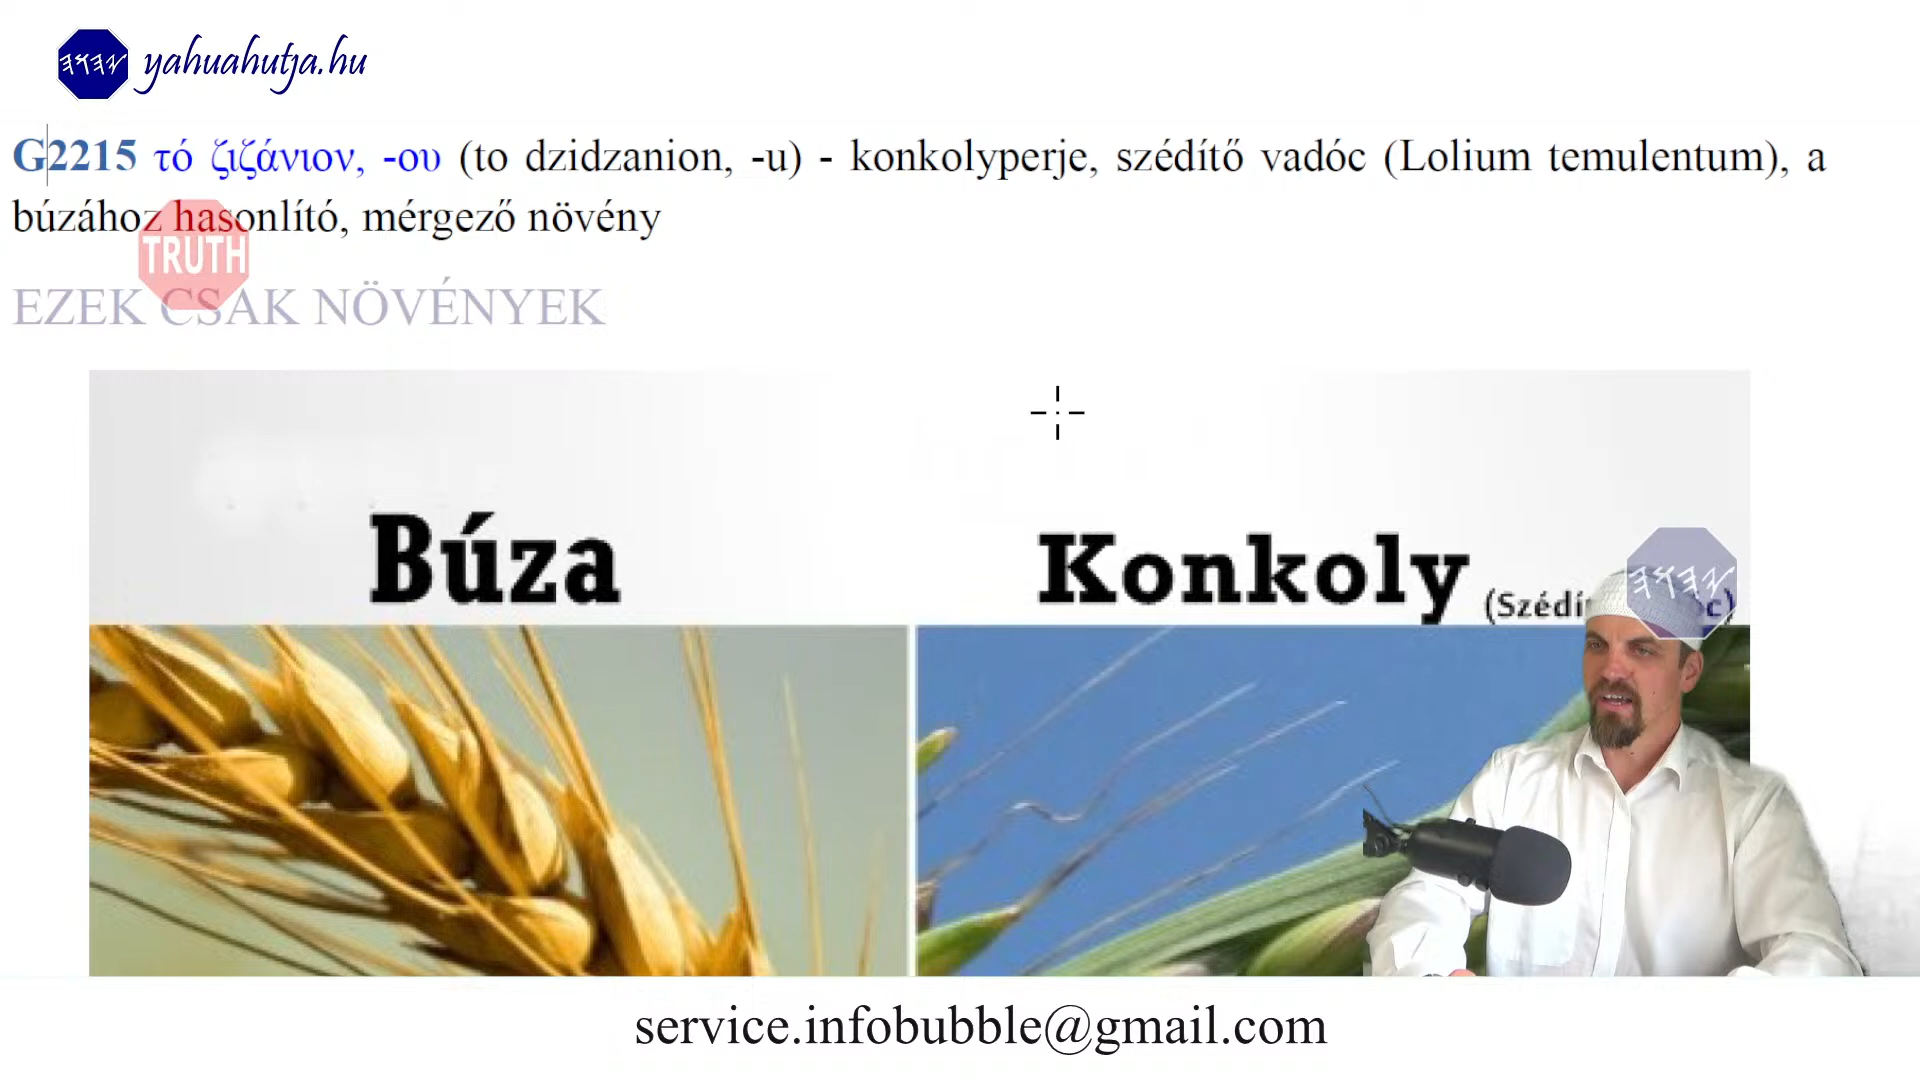 yahuahutja.hu
G2215 τό ζιζάνιον, -ου (to dzidzanion, -u) - konkolyperje, szédítő vadóc (Lolium temulentum), a
búzához hasonlító, mérgező növény
TRUTH
EZEK CSAK NÖVÉNYEK
Búza
Konkoly
service.infobubble@gmail.com